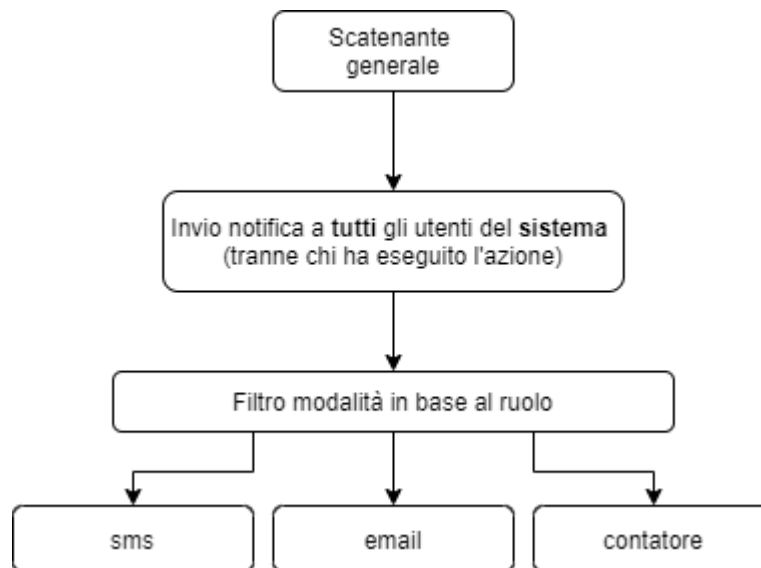 Scatenante
generale
Invio notifica a tutti gli utenti del sistema
(tranne chi ha eseguito l'azione)
Filtro modalità in base al ruolo
sms
email
contatore